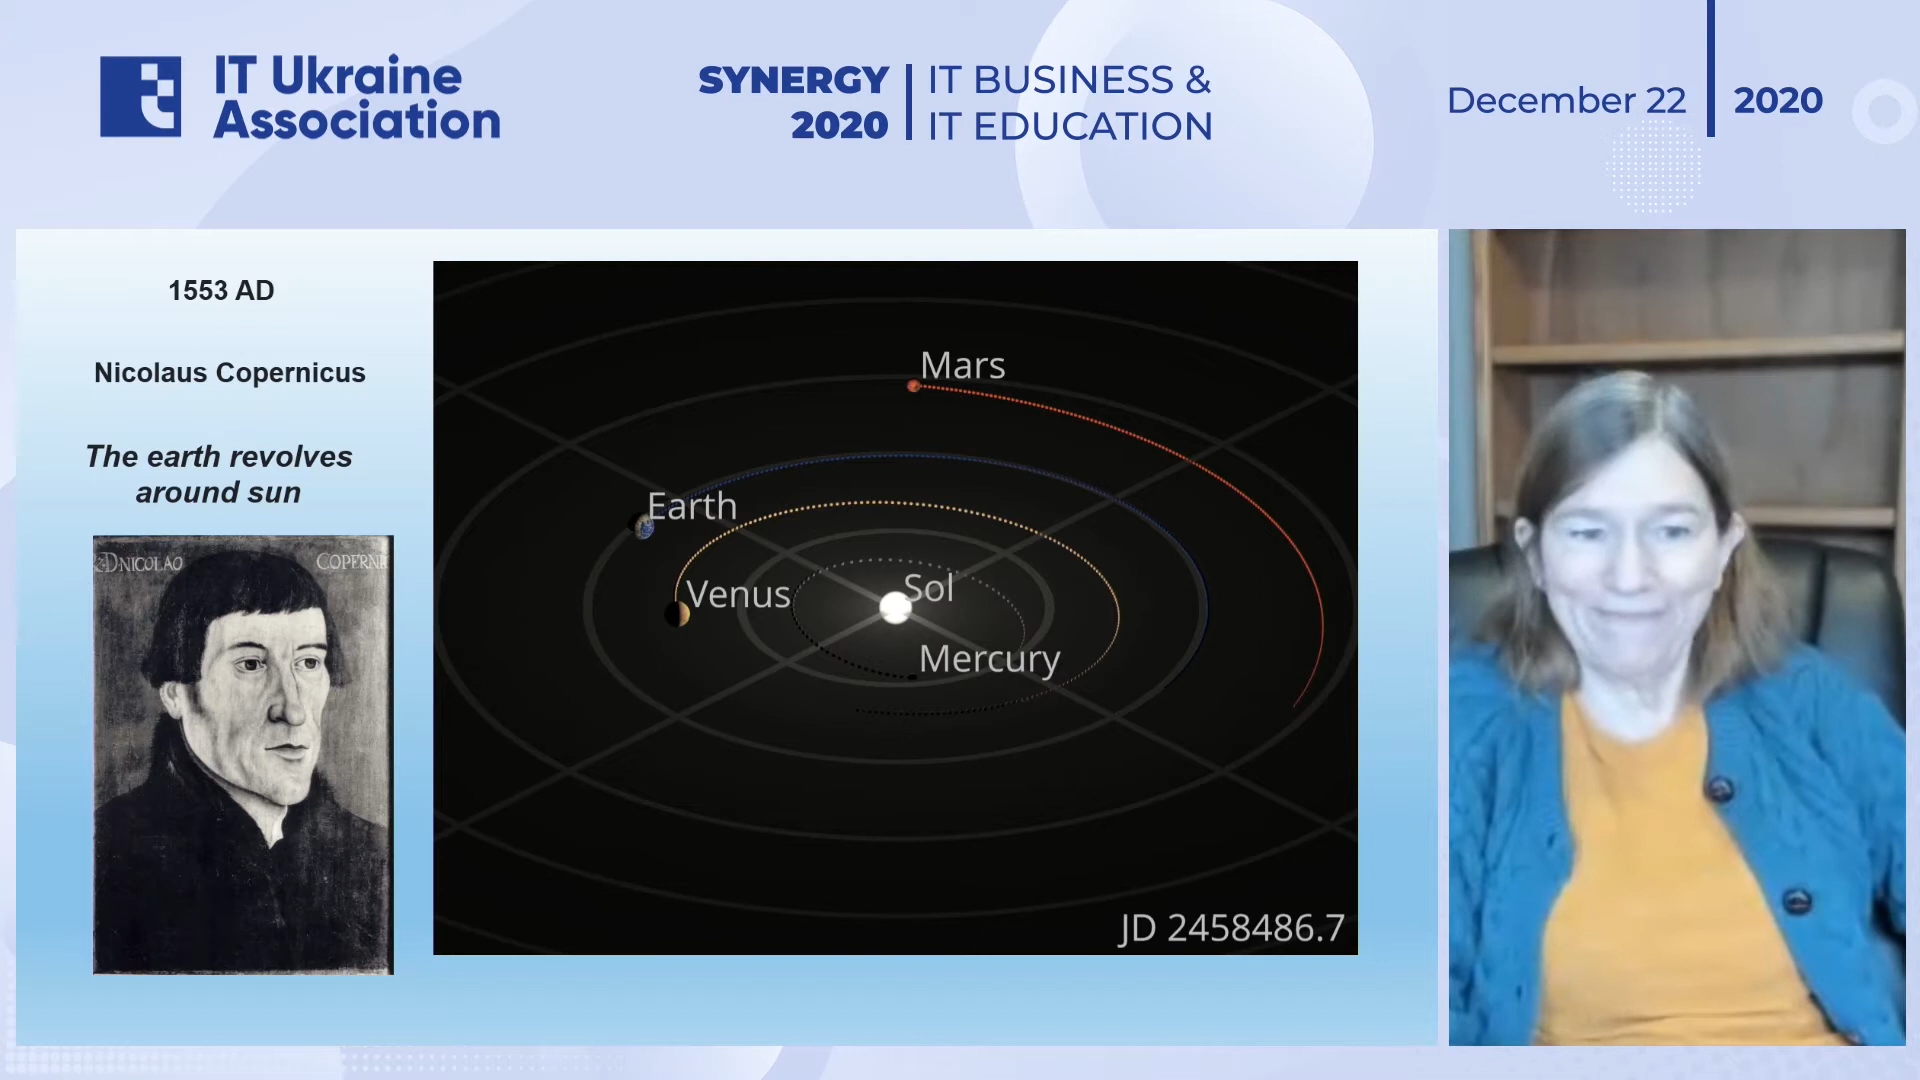 IT Ukraine
Association
SYNERGY
2020
IT BUSINESS &
IT EDUCATION
December 22
2020
1553 AD
Nicolaus Copernicus
The earth revolves
around sun
DNICOLAO
COPERNI
Mars
Earth
Venus
Sol
Mercury
JD 2458486.7